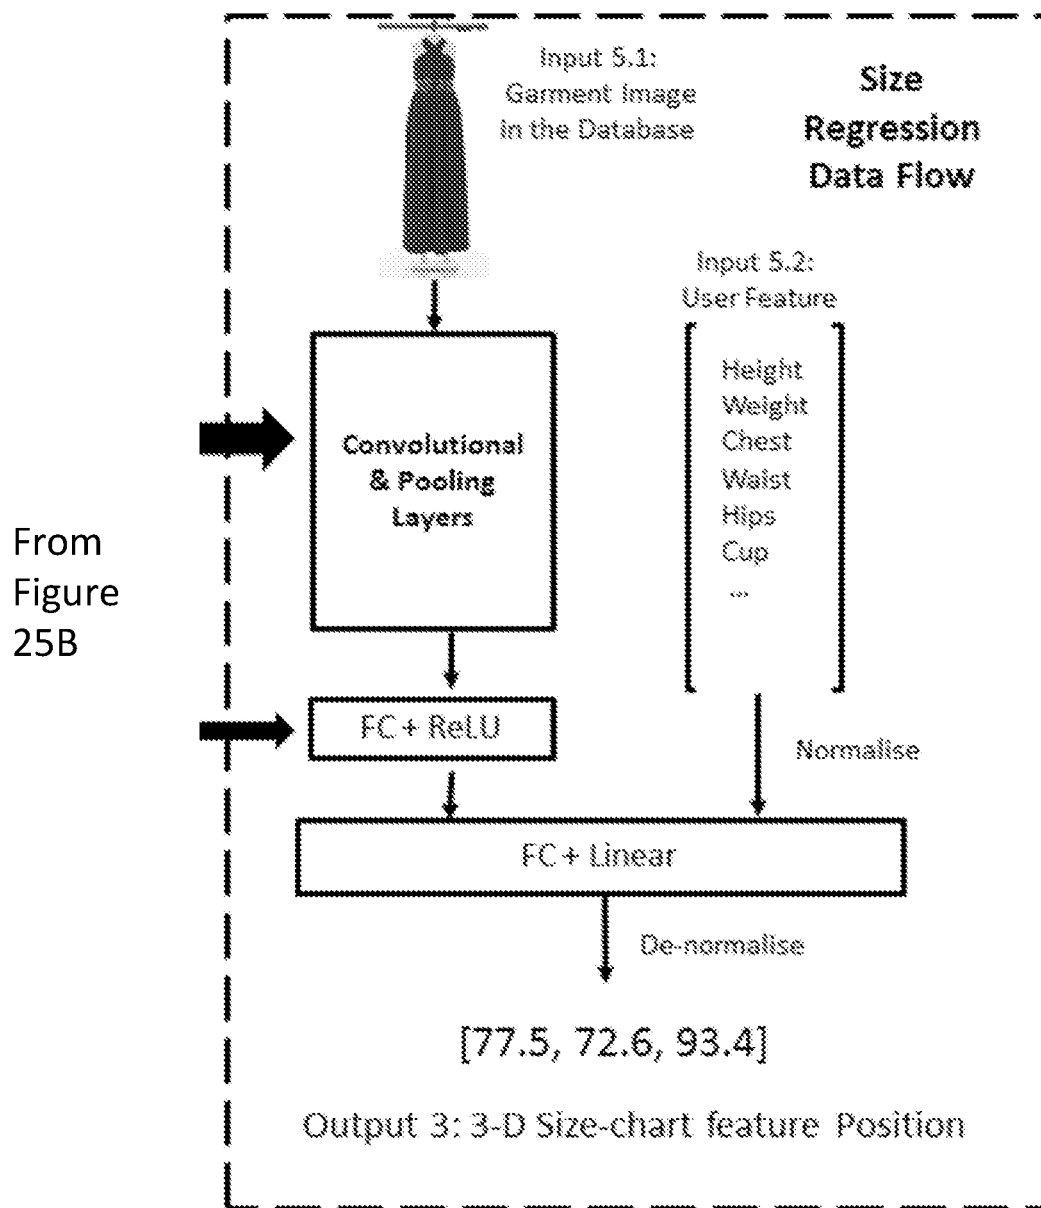 Input 5.1:
Garment Image
in the Database
Size
Regression
Data Flow
Input 5.2:
User Feature
Height
Weight
Chest
Waist
Hips
Cup
...
Convolutional
& Pooling
Layers
From
Figure
25B
FC + ReLU
Normalise
FC + Linear
De-normalise
[77.5, 72.6, 93.4]
Output 3: 3-D Size-chart feature Position